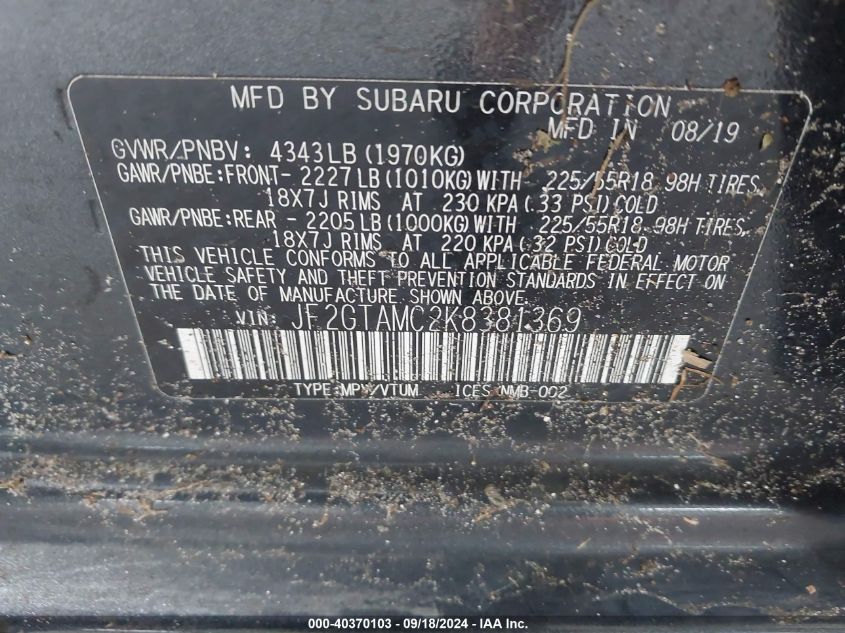 MFD BY SUBARU CORPORATION
MFD IN 08/19
GVWR/PNBV: 4343LB(1970KG)
GAWR/PNBE:FRONT- 2227LB(1010KG)WITH 225/55R18 98H TIRES,
18X7J RIMS AT 230 KPA(.33 PSI)COLD
GAWR/PNBE:REAR - 2205LB(1000KG)WITH 225/55R18 98H TIRES,
18X7J RIMS AT 220 KPA(.32 PSI)COLD
THIS VEHICLE CONFORMS TO ALL APPLICABLE FEDERAL MOTOR
VEHICLE SAFETY AND THEFT PREVENTION STANDARDS IN EFFECT ON
THE DATE OF MANUFACTURE SHOWN ABOVE.
VIN: JF2GTAMC2K8381369
TYPE:MPV/VTUM ICES NMB-002
000-40370103 - 09/18/2024 - IAA Inc.